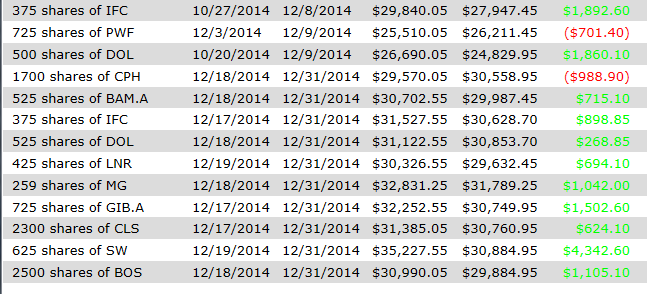 375 shares of IFC 10/27/2014 12/8/2014 $29,840.05 $27,947.45 $1,892.60
725 shares of PWF 12/3/2014 12/9/2014 $25,510.05 $26,211.45 ($701.40)
500 shares of DOL 10/20/2014 12/9/2014 $26,690.05 $24,829.95 $1,860.10
1700 shares of CPH 12/18/2014 12/31/2014 $29,570.05 $30,558.95 ($988.90)
525 shares of BAM.A 12/18/2014 12/31/2014 $30,702.55 $29,987.45 $715.10
375 shares of IFC 12/17/2014 12/31/2014 $31,527.55 $30,628.70 $898.85
525 shares of DOL 12/18/2014 12/31/2014 $31,122.55 $30,853.70 $268.85
425 shares of LNR 12/19/2014 12/31/2014 $30,326.55 $29,632.45 $694.10
259 shares of MG 12/18/2014 12/31/2014 $32,831.25 $31,789.25 $1,042.00
725 shares of GIB.A 12/17/2014 12/31/2014 $32,252.55 $30,749.95 $1,502.60
2300 shares of CLS 12/17/2014 12/31/2014 $31,385.05 $30,760.95 $624.10
625 shares of SW 12/19/2014 12/31/2014 $35,227.55 $30,884.95 $4,342.60
2500 shares of BOS 12/18/2014 12/31/2014 $30,990.05 $29,884.95 $1,105.10